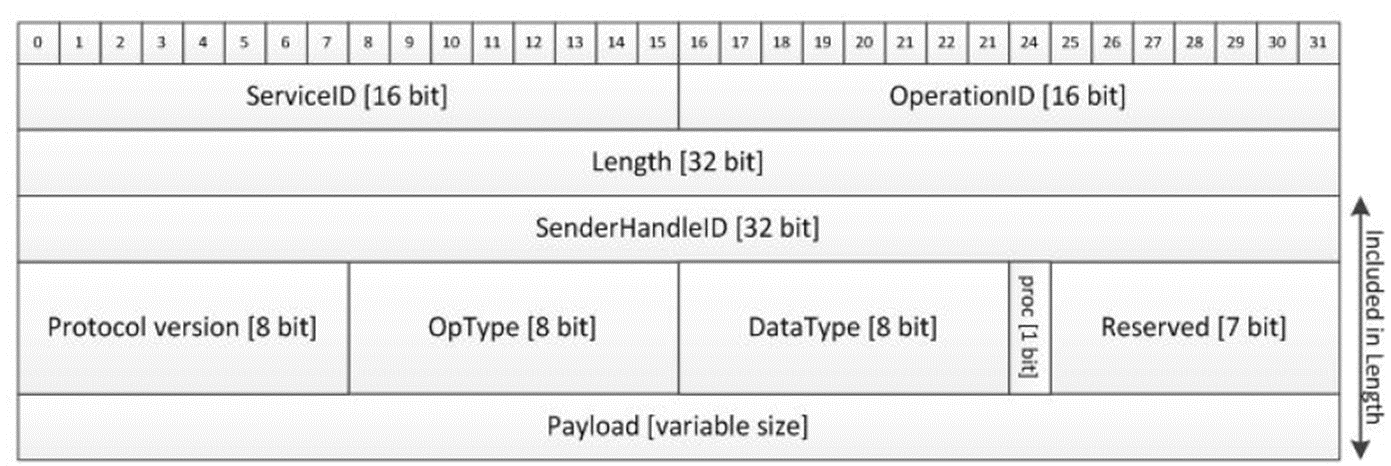 0 1 2 3 4 5 6 7 8 9 10 11 12 13 14 15 16 17 18 19 20 21 22 21 24 25 26 27 28 29 30 31
ServiceID [16 bit] OperationID [16 bit]
Length [32 bit]
SenderHandleID [32 bit]
Protocol version [8 bit] OpType [8 bit] DataType [8 bit] proc [1 bit] Reserved [7 bit]
Payload [variable size]
Included in Length